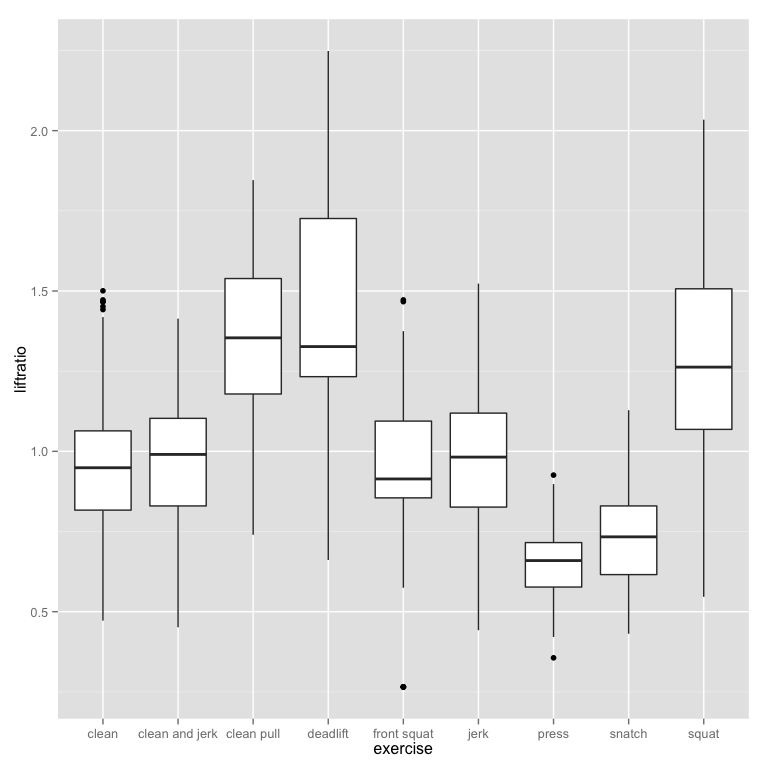 liftratio
2.0
1.5
1.0
0.5
clean clean and jerk clean pull deadlift front squat jerk press snatch squat
exercise